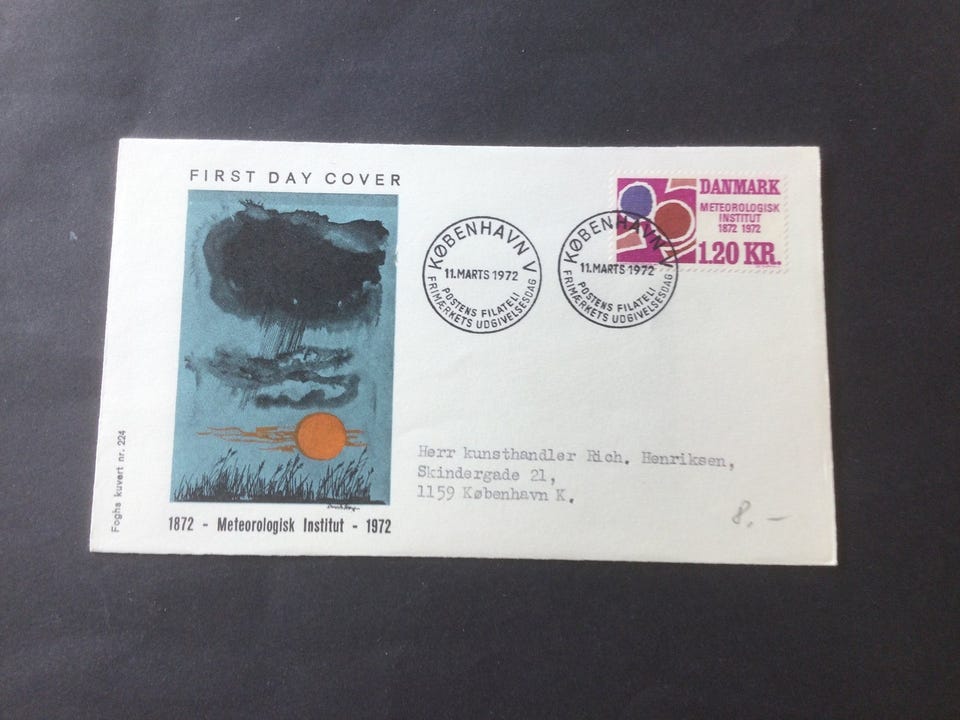 FIRST DAY COVER
KØBENHAVN V
11.MARTS 1972
POSTENS FILATELI
FRIMÆRKETS UDGIVELSESDAG
KØBENHAVN V
11.MARTS 1972
POSTENS FILATELI
FRIMÆRKETS UDGIVELSESDAG
DANMARK
METEOROLOGISK
INSTITUT
1872 1972
1.20 KR.
Herr kunsthandler Rich. Henriksen,
Skindergade 21,
1159 København K.
8.-
Foghs kuvert nr. 224
1872 - Meteorologisk Institut - 1972